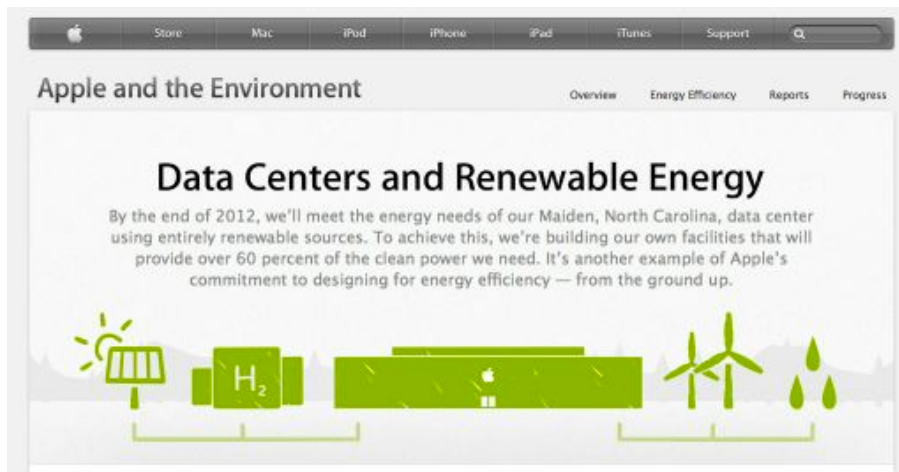 Store Mac iPod iPhone iPad iTunes Support
Apple and the Environment
Overview Energy Efficiency Reports Progress
Data Centers and Renewable Energy
By the end of 2012, we'll meet the energy needs of our Maiden, North Carolina, data center
using entirely renewable sources. To achieve this, we're building our own facilities that will
provide over 60 percent of the clean power we need. It's another example of Apple's
commitment to designing for energy efficiency — from the ground up.
H₂